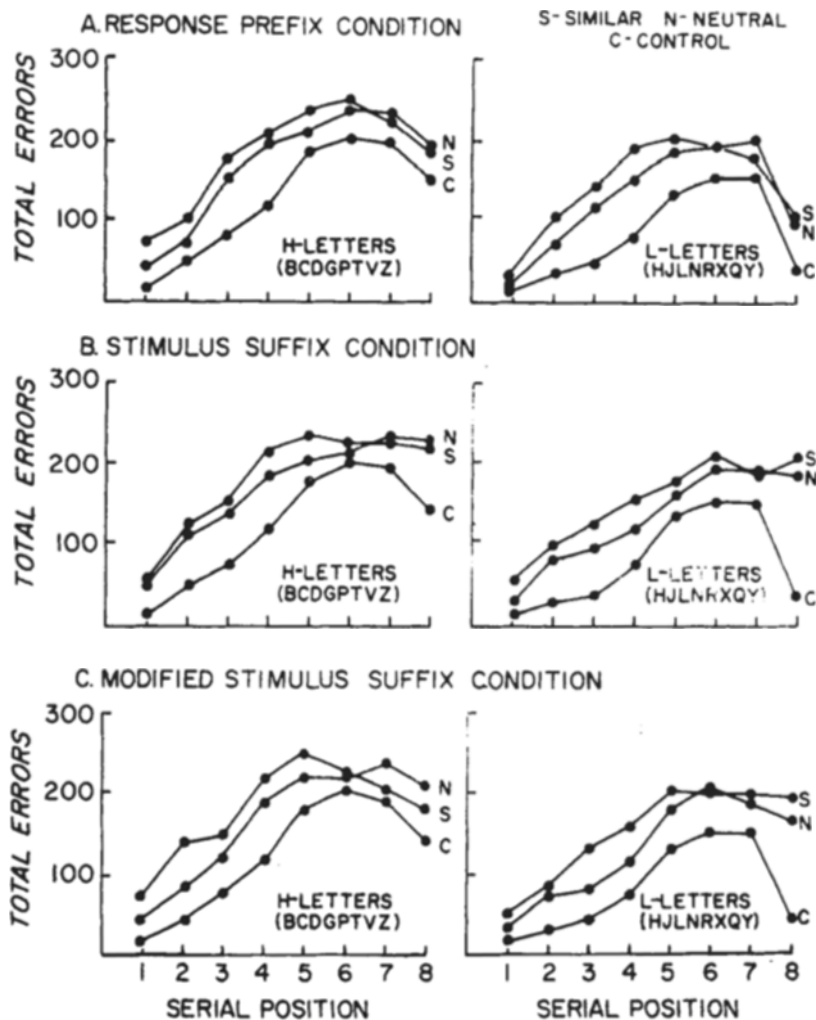 A. RESPONSE PREFIX CONDITION
S-SIMILAR N-NEUTRAL
C-CONTROL
TOTAL ERRORS
300
200
100
N
S
C
H-LETTERS
(BCDGPTVZ)
S
N
C
L-LETTERS
(HJLNRXQY)
B. STIMULUS SUFFIX CONDITION
TOTAL ERRORS
300
200
100
N
S
C
H-LETTERS
(BCDGPTVZ)
S
N
C
L-LETTERS
(HJLNRXQY)
C. MODIFIED STIMULUS SUFFIX CONDITION
TOTAL ERRORS
300
200
100
N
S
C
H-LETTERS
(BCDGPTVZ)
S
N
C
L-LETTERS
(HJLNRXQY)
1 2 3 4 5 6 7 8
1 2 3 4 5 6 7 8
SERIAL POSITION
SERIAL POSITION